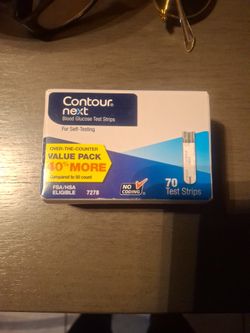 Contour®
next
Blood Glucose Test Strips
For Self-Testing
OVER-THE-COUNTER
VALUE PACK
40% MORE
Compared to 50 count
FSA/HSA
ELIGIBLE
7278
NO
CODING
70
Test Strips